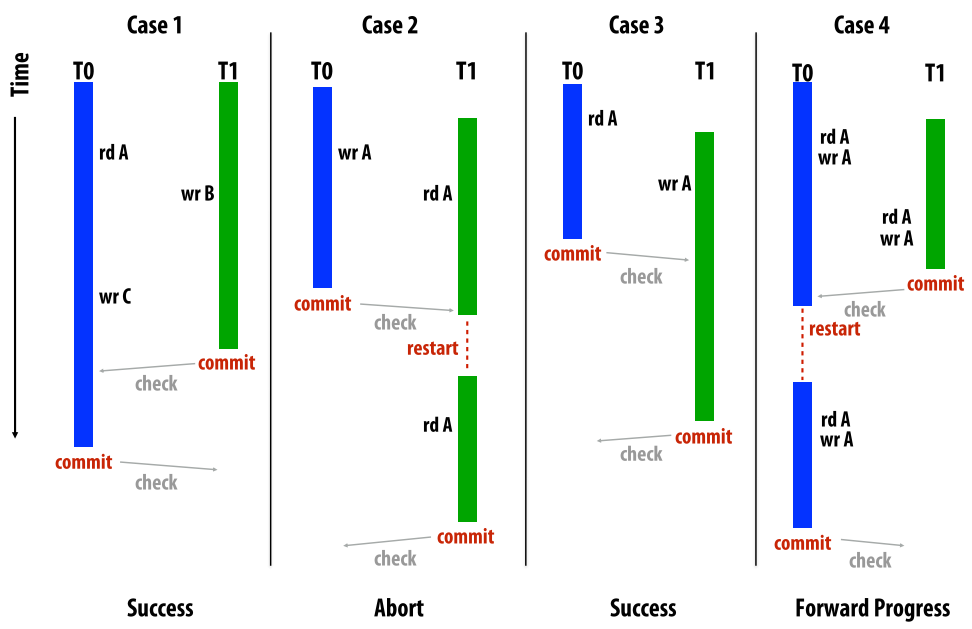 Case 1
Case 2
Case 3
Case 4
Time
T0
T1
rd A
wr B
wr C
commit
check
commit
check
Success
T0
T1
wr A
rd A
commit
check
restart
rd A
commit
check
Abort
T0
T1
rd A
wr A
commit
check
commit
check
Success
T0
T1
rd A
wr A
rd A
wr A
commit
check
restart
rd A
wr A
commit
check
Forward Progress